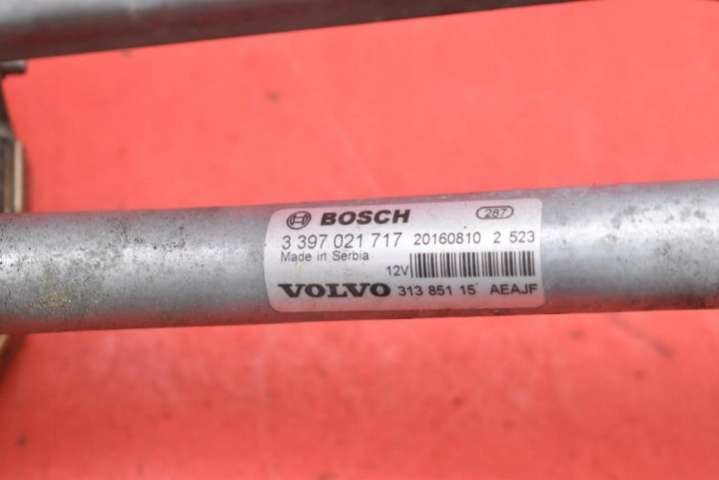 BOSCH 287
3 397 021 717 20160810 2 523
Made in Serbia
12V
VOLVO 313 851 15 AEAJF